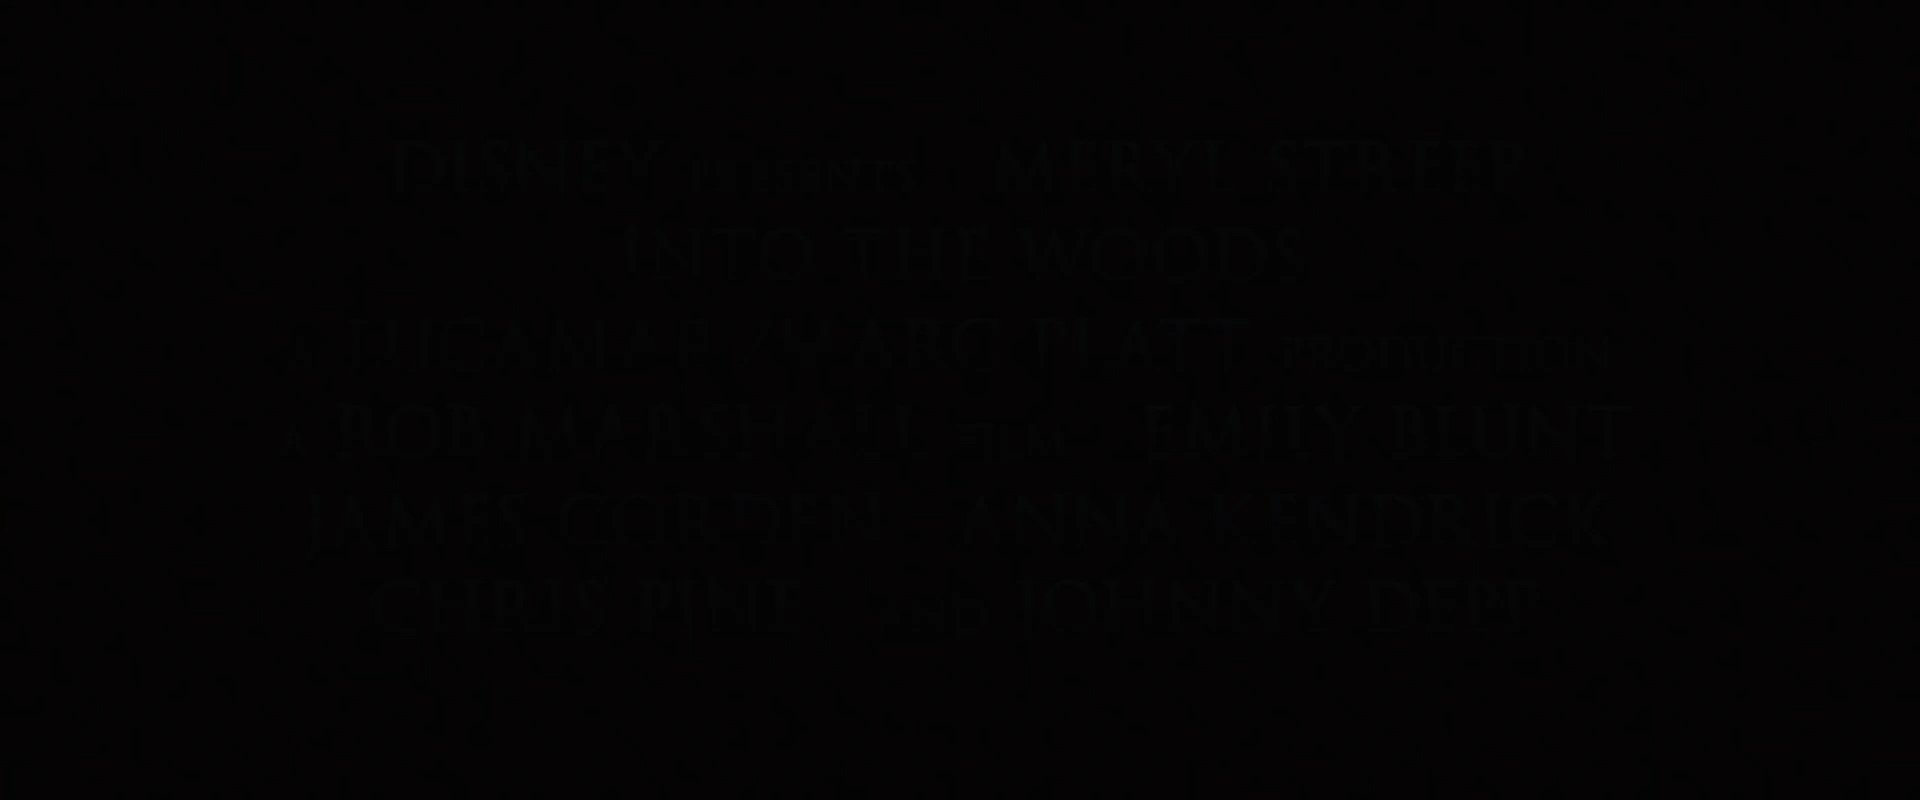 DISNEY PRESENTS MERYL STREEP
INTO THE WOODS
A LUCAMAR / MARC PLATT PRODUCTION
A ROB MARSHALL FILM EMILY BLUNT
JAMES CORDEN ANNA KENDRICK
CHRIS PINE AND JOHNNY DEPP